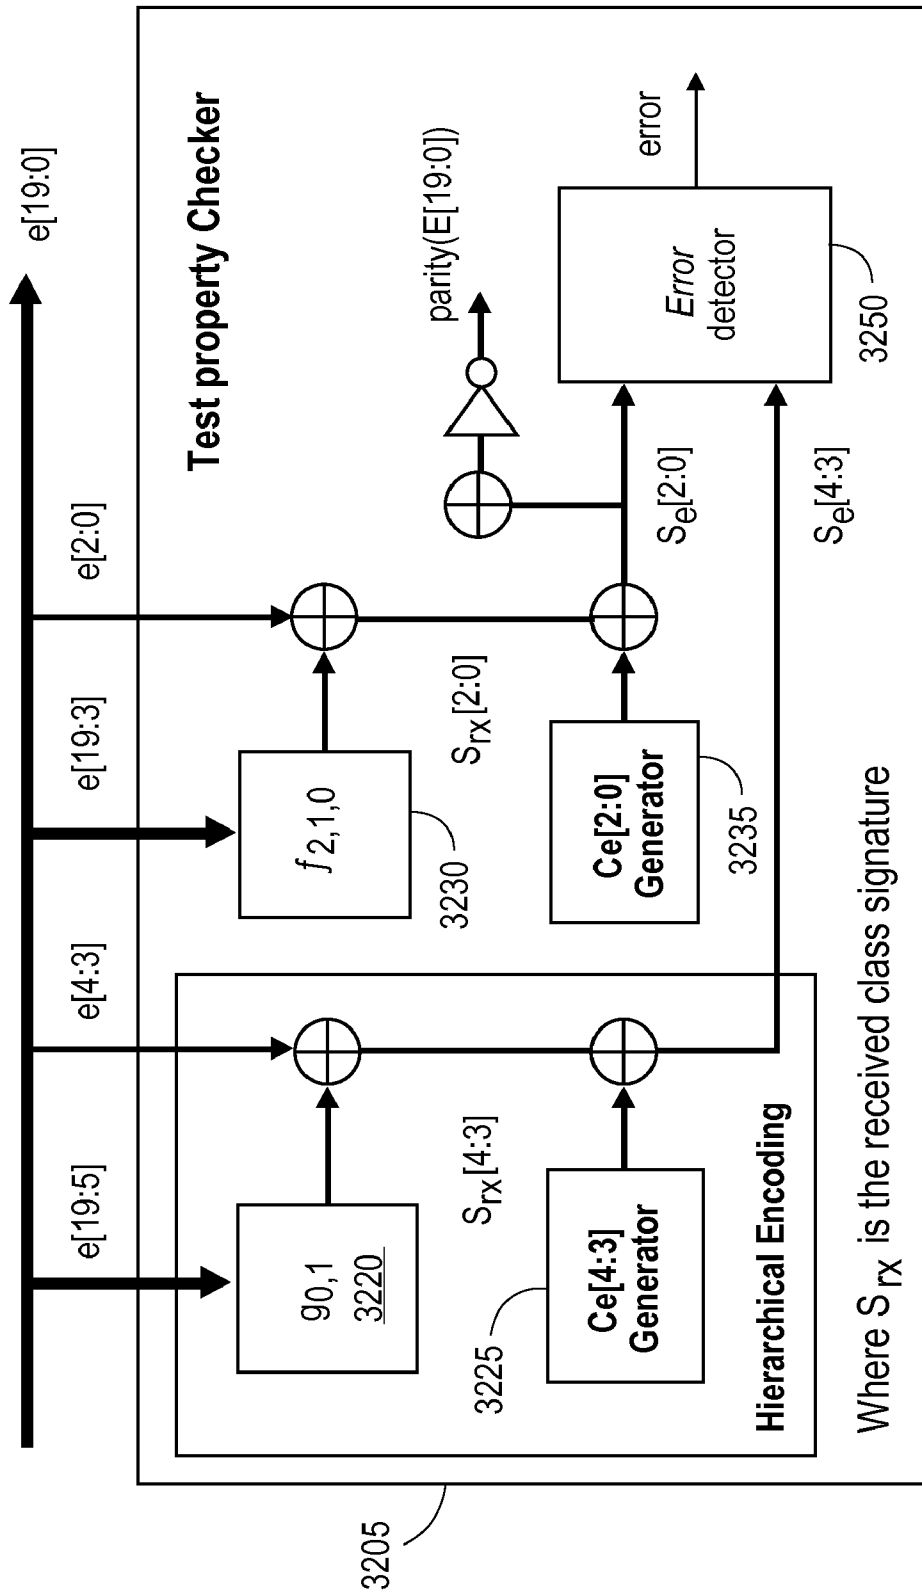 e[19:0]
e[19:5]
e[4:3]
e[19:3]
e[2:0]
Test property Checker
g0,1
3220
f2,1,0
3230
parity(E[19:0])
Srx[4:3]
Srx[2:0]
Ce[4:3]
Generator
3225
Ce[2:0]
Generator
3235
Se[2:0]
Error
detector
error
3250
Hierarchical Encoding
Se[4:3]
3205
Where Srx is the received class signature